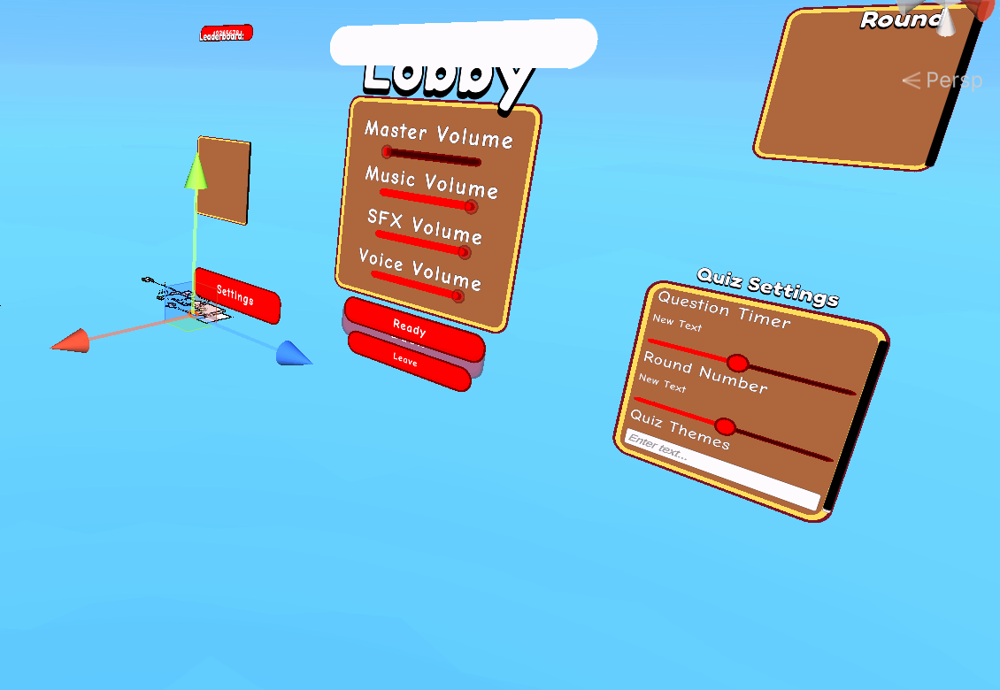 Leaderboard:
Lobby
Round
Persp
Master Volume
Music Volume
SFX Volume
Voice Volume
Settings
Ready
Leave
Quiz Settings
Question Timer
New Text
Round Number
New Text
Quiz Themes
Enter text...